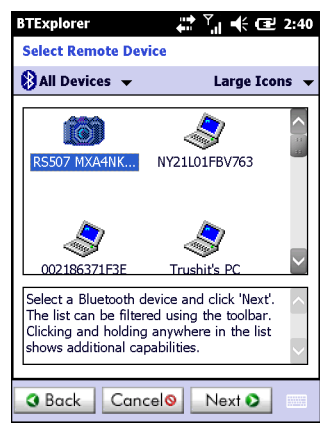 BTExplorer 2:40
Select Remote Device
All Devices Large Icons
RS507 MXA4NK... NY21L01FBV763
002186371F3E Trushit's PC
Select a Bluetooth device and click 'Next'.
The list can be filtered using the toolbar.
Clicking and holding anywhere in the list
shows additional capabilities.
Back Cancel Next